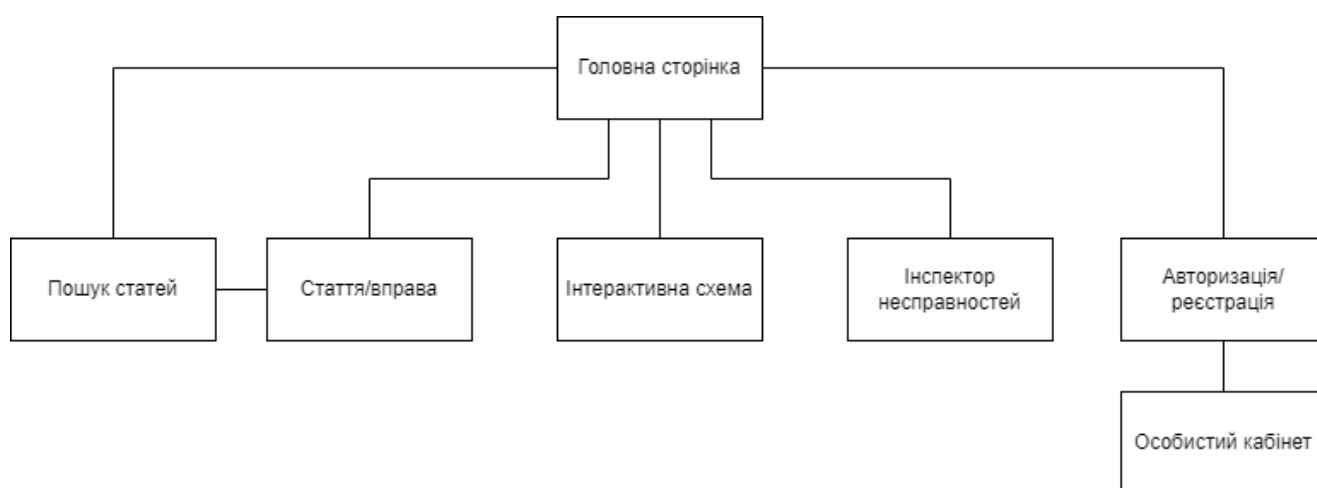 Головна сторінка
Пошук статей
Стаття/вправа
Інтерактивна схема
Інспектор
несправностей
Авторизація/
реєстрація
Особистий кабінет